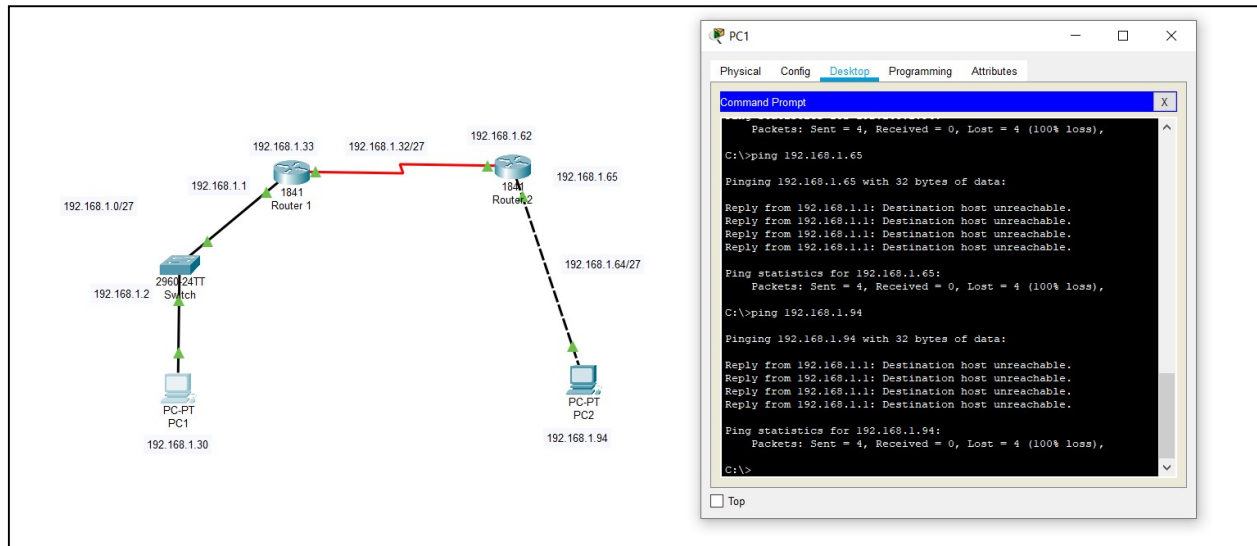 192.168.1.62
192.168.1.33
192.168.1.32/27
192.168.1.65
192.168.1.1
1841
Router 1
1841
Router 2
192.168.1.0/27
192.168.1.64/27
2960-24TT
Switch
192.168.1.2
PC-PT
PC1
192.168.1.30
PC-PT
PC2
192.168.1.94
PC1
Physical Config Desktop Programming Attributes
Command Prompt X
Packets: Sent = 4, Received = 0, Lost = 4 (100% loss),
C:\>ping 192.168.1.65
Pinging 192.168.1.65 with 32 bytes of data:
Reply from 192.168.1.1: Destination host unreachable.
Reply from 192.168.1.1: Destination host unreachable.
Reply from 192.168.1.1: Destination host unreachable.
Reply from 192.168.1.1: Destination host unreachable.
Ping statistics for 192.168.1.65:
Packets: Sent = 4, Received = 0, Lost = 4 (100% loss),
C:\>ping 192.168.1.94
Pinging 192.168.1.94 with 32 bytes of data:
Reply from 192.168.1.1: Destination host unreachable.
Reply from 192.168.1.1: Destination host unreachable.
Reply from 192.168.1.1: Destination host unreachable.
Reply from 192.168.1.1: Destination host unreachable.
Ping statistics for 192.168.1.94:
Packets: Sent = 4, Received = 0, Lost = 4 (100% loss),
C:\>
Top